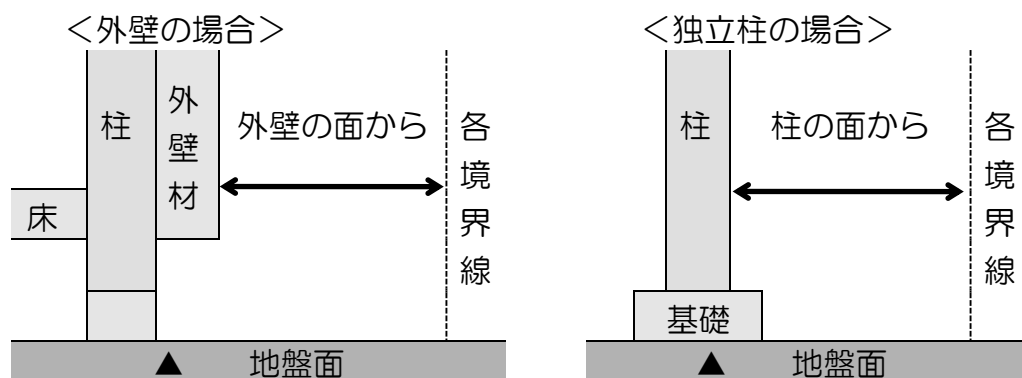 ＜外壁の場合＞
柱
外壁材
外壁の面から
各境界線
床
▲ 地盤面
＜独立柱の場合＞
柱
柱の面から
各境界線
基礎
▲ 地盤面